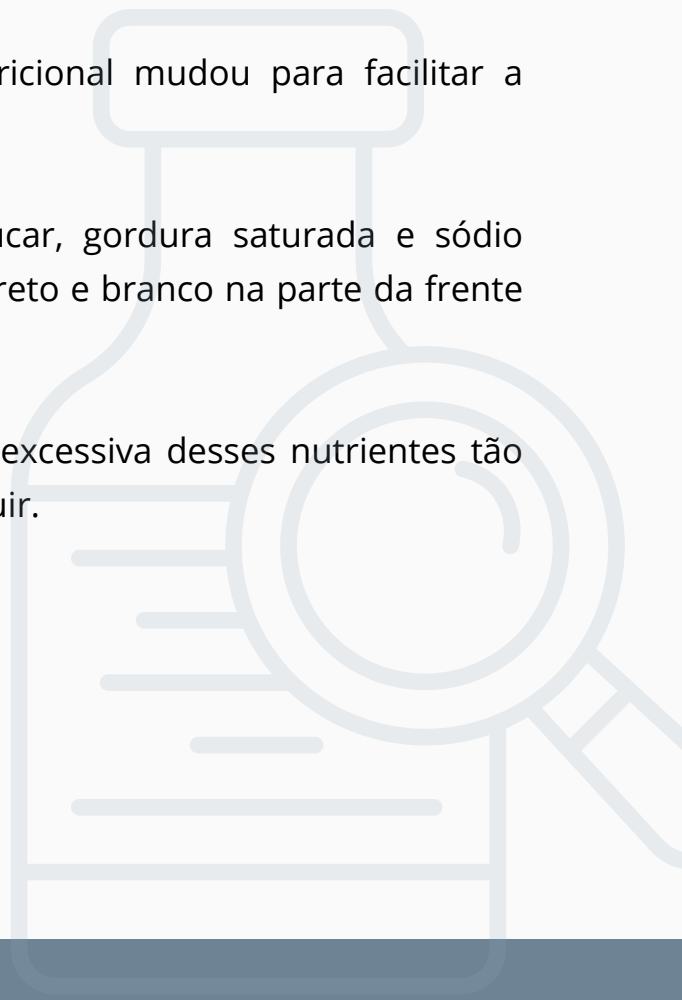 ricional mudou para facilitar a
car, gordura saturada e sódio
reto e branco na parte da frente
excessiva desses nutrientes tão
uir.